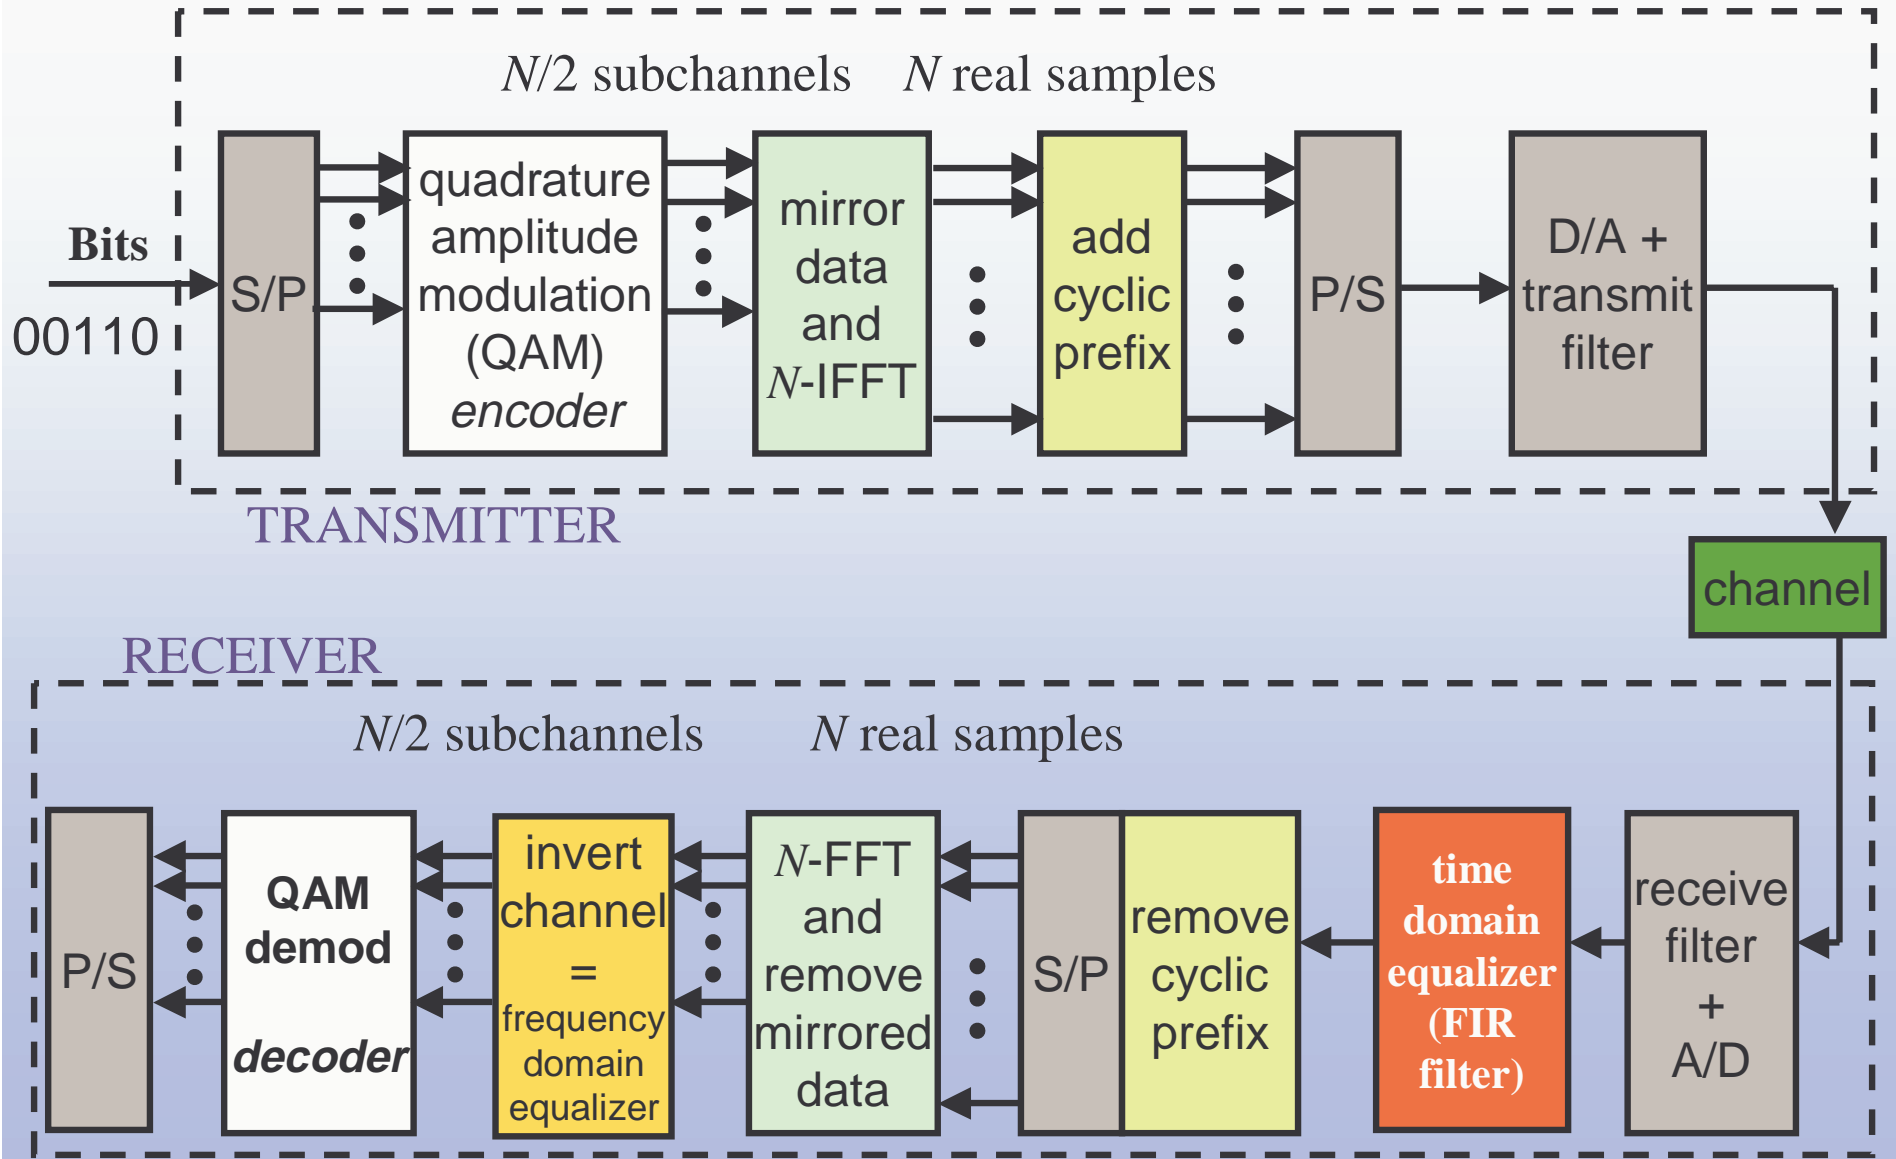 N/2 subchannels
N real samples
Bits
00110
S/P
quadrature
amplitude
modulation
(QAM)
encoder
mirror
data
and
N-IFFT
add
cyclic
prefix
P/S
D/A +
transmit
filter
TRANSMITTER
channel
RECEIVER
N/2 subchannels
N real samples
P/S
QAM
demod
decoder
invert
channel
=
frequency
domain
equalizer
N-FFT
and
remove
mirrored
data
S/P
remove
cyclic
prefix
time
domain
equalizer
(FIR
filter)
receive
filter
+
A/D